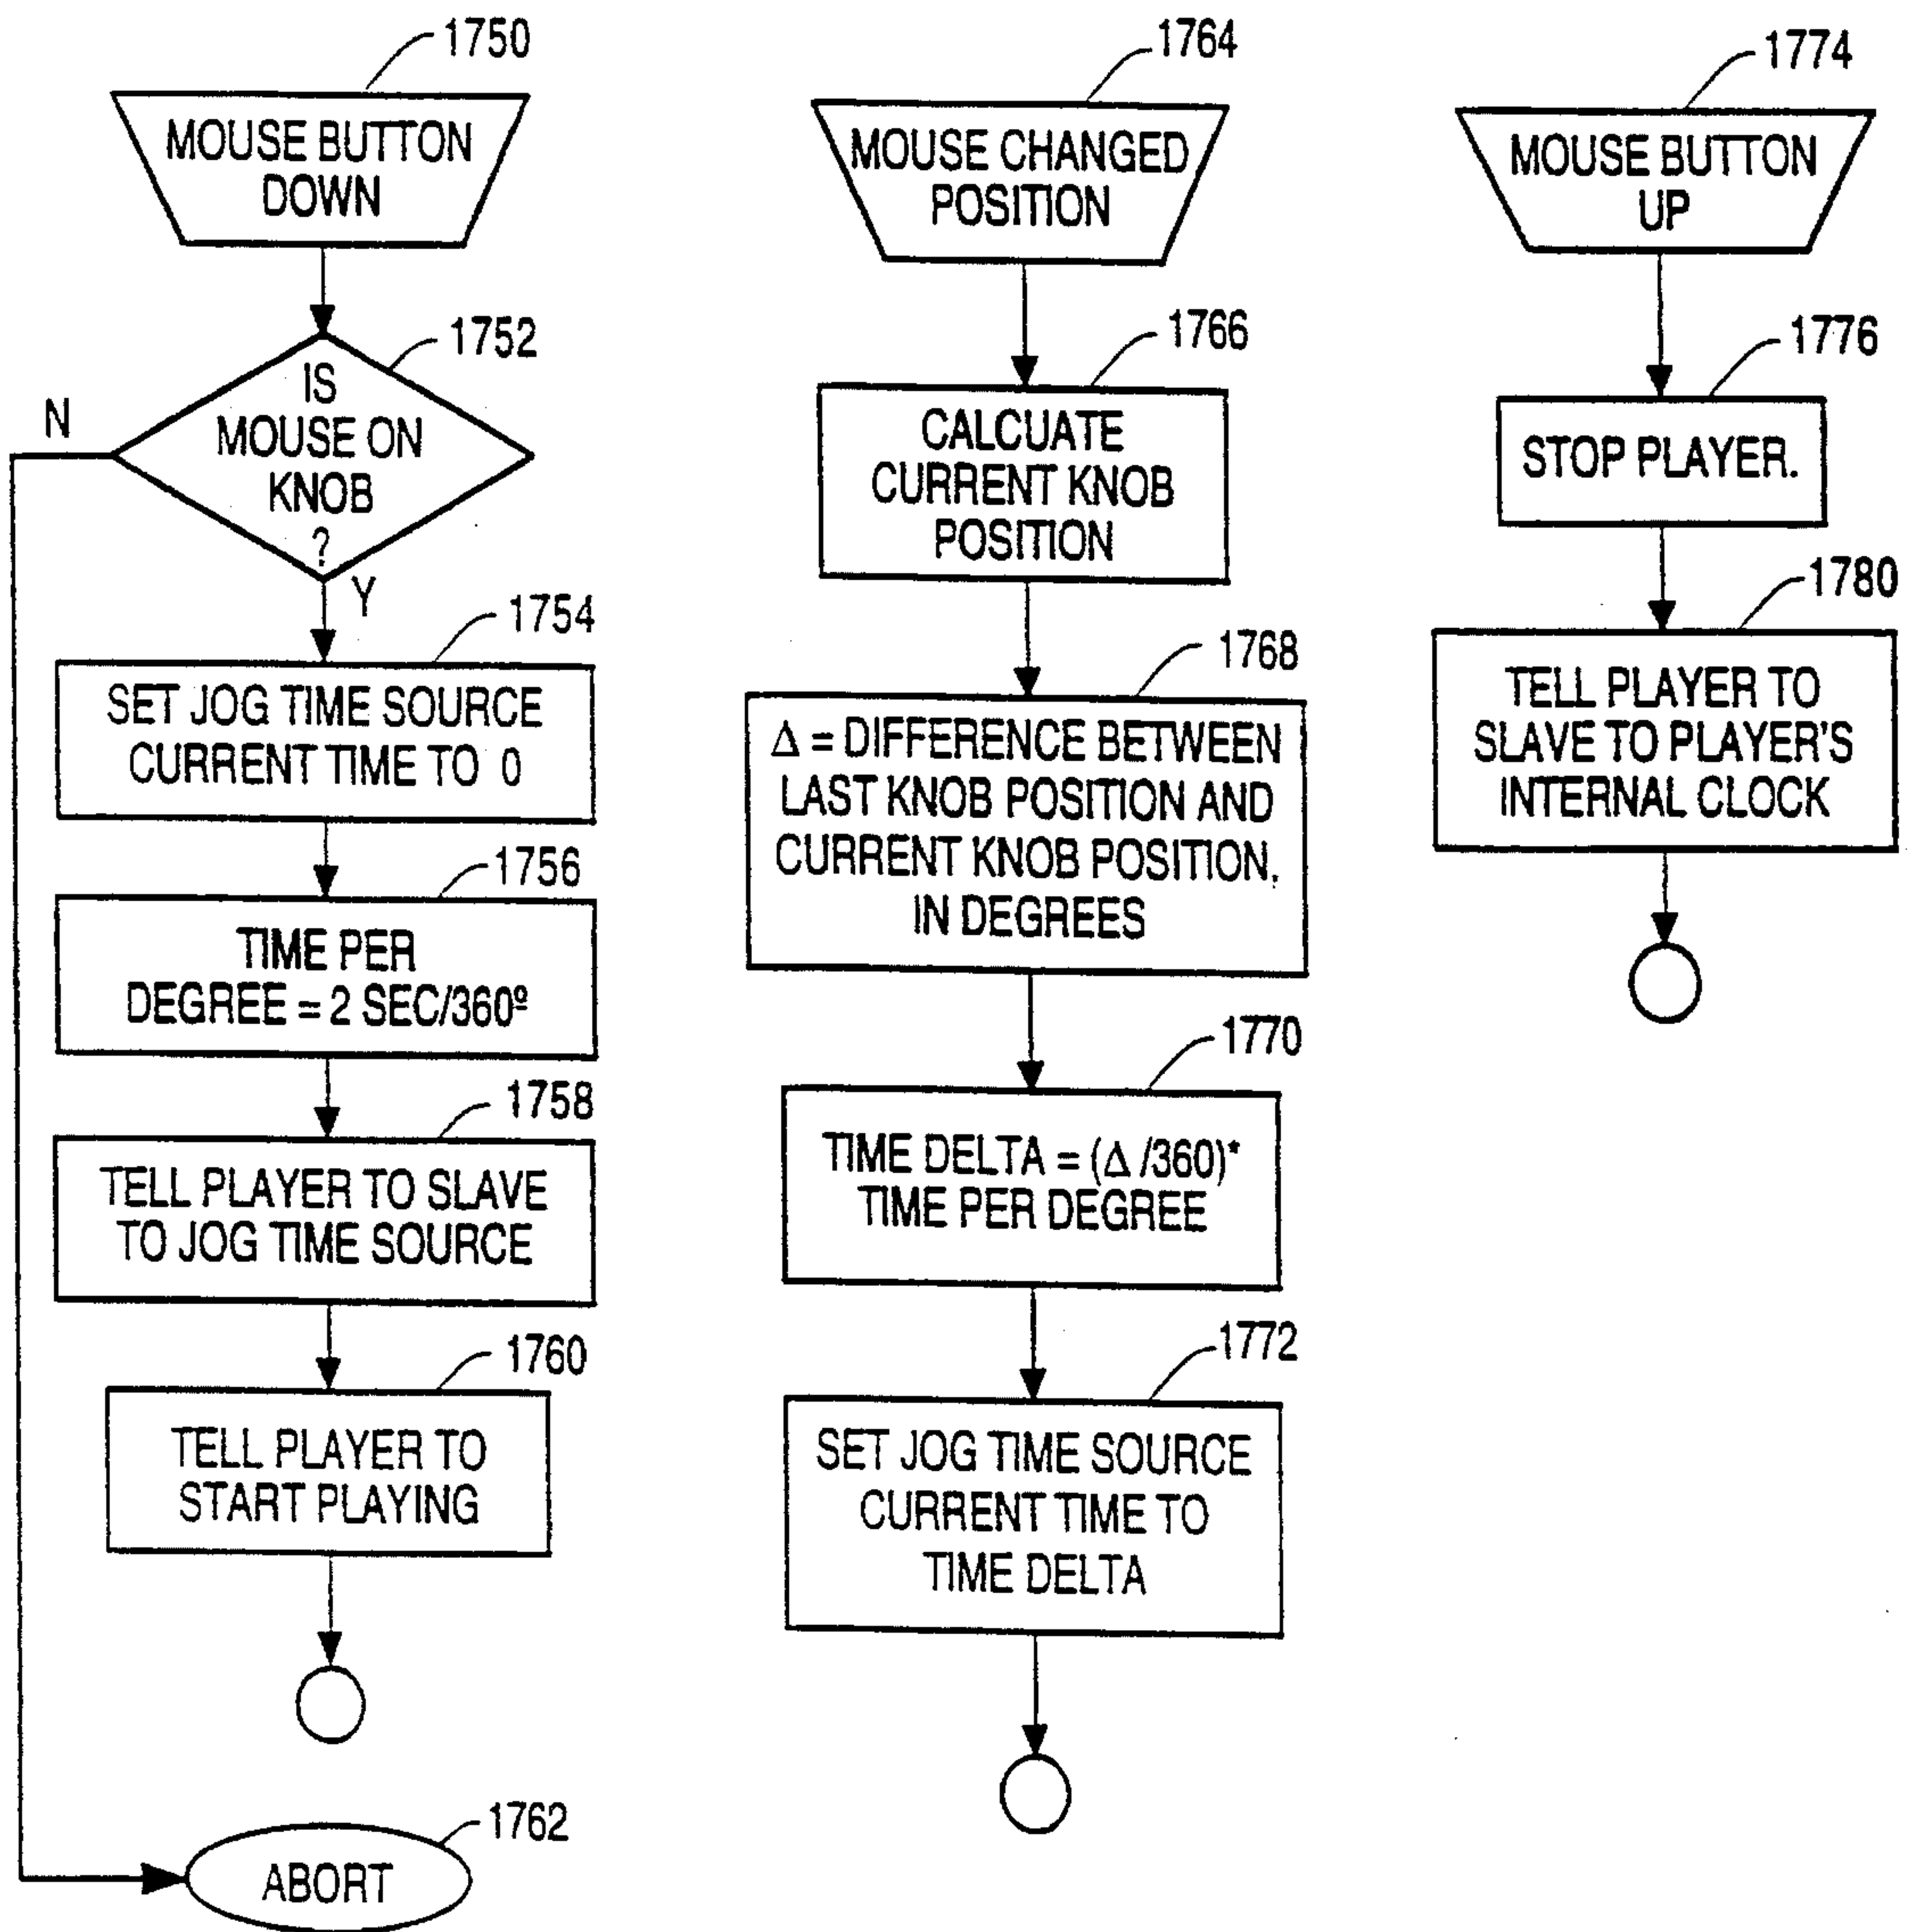 1750
MOUSE BUTTON
DOWN
1752
IS
MOUSE ON
KNOB
?
N
Y
1754
SET JOG TIME SOURCE
CURRENT TIME TO 0
1756
TIME PER
DEGREE = 2 SEC/360º
1758
TELL PLAYER TO SLAVE
TO JOG TIME SOURCE
1760
TELL PLAYER TO
START PLAYING
1762
ABORT
1764
MOUSE CHANGED
POSITION
1766
CALCUATE
CURRENT KNOB
POSITION
1768
Δ = DIFFERENCE BETWEEN
LAST KNOB POSITION AND
CURRENT KNOB POSITION,
IN DEGREES
1770
TIME DELTA = (Δ /360)*
TIME PER DEGREE
1772
SET JOG TIME SOURCE
CURRENT TIME TO
TIME DELTA
1774
MOUSE BUTTON
UP
1776
STOP PLAYER.
1780
TELL PLAYER TO
SLAVE TO PLAYER'S
INTERNAL CLOCK